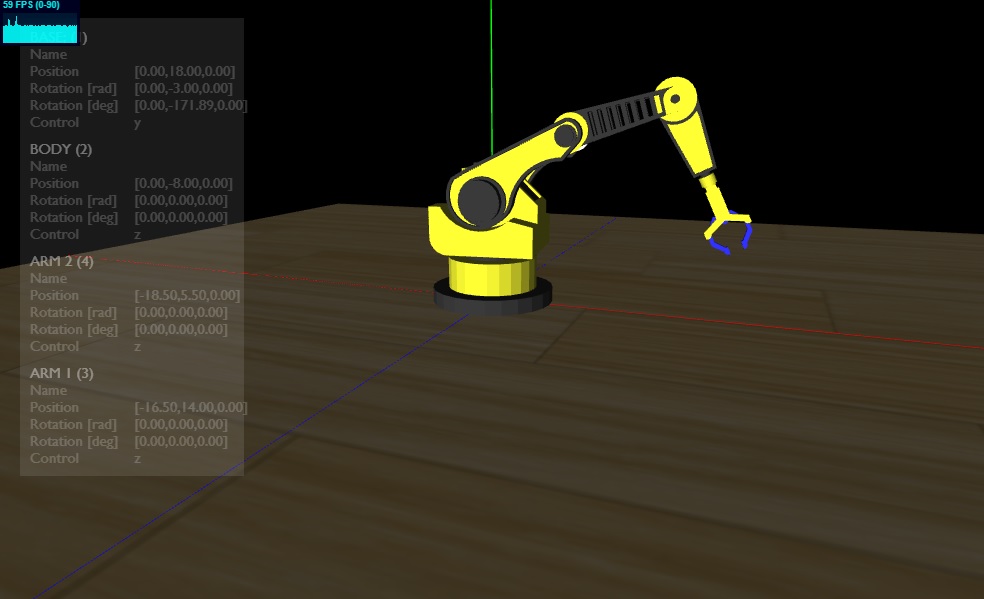 59 FPS (0-90)
)
Name
Position [0.00,18.00,0.00]
Rotation [rad] [0.00,-3.00,0.00]
Rotation [deg] [0.00,-171.89,0.00]
Control y
BODY (2)
Name
Position [0.00,-8.00,0.00]
Rotation [rad] [0.00,0.00,0.00]
Rotation [deg] [0.00,0.00,0.00]
Control z
ARM 2 (4)
Name
Position [-18.50,5.50,0.00]
Rotation [rad] [0.00,0.00,0.00]
Rotation [deg] [0.00,0.00,0.00]
Control z
ARM 1 (3)
Name
Position [-16.50,14.00,0.00]
Rotation [rad] [0.00,0.00,0.00]
Rotation [deg] [0.00,0.00,0.00]
Control z